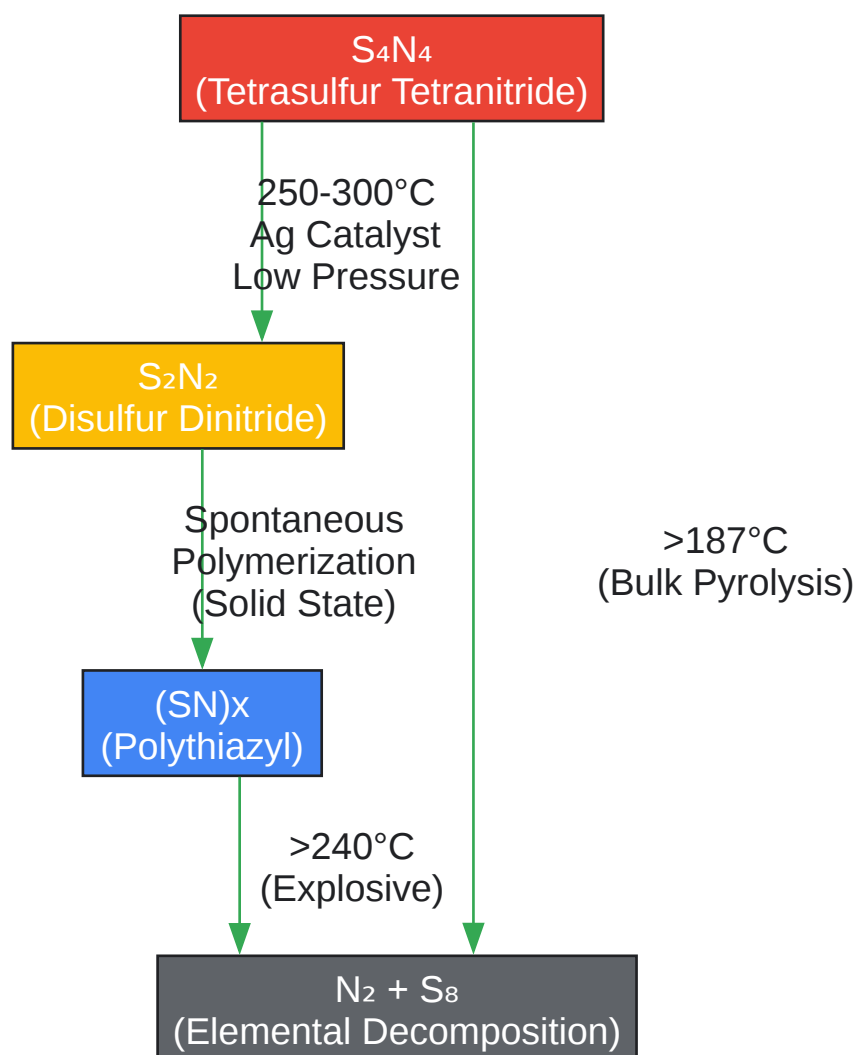 S₄N₄
(Tetrasulfur Tetranitride)
250-300°C
Ag Catalyst
Low Pressure
S₂N₂
(Disulfur Dinitride)
Spontaneous
Polymerization
(Solid State)
>187°C
(Bulk Pyrolysis)
(SN)x
(Polythiazyl)
>240°C
(Explosive)
N₂ + S₈
(Elemental Decomposition)